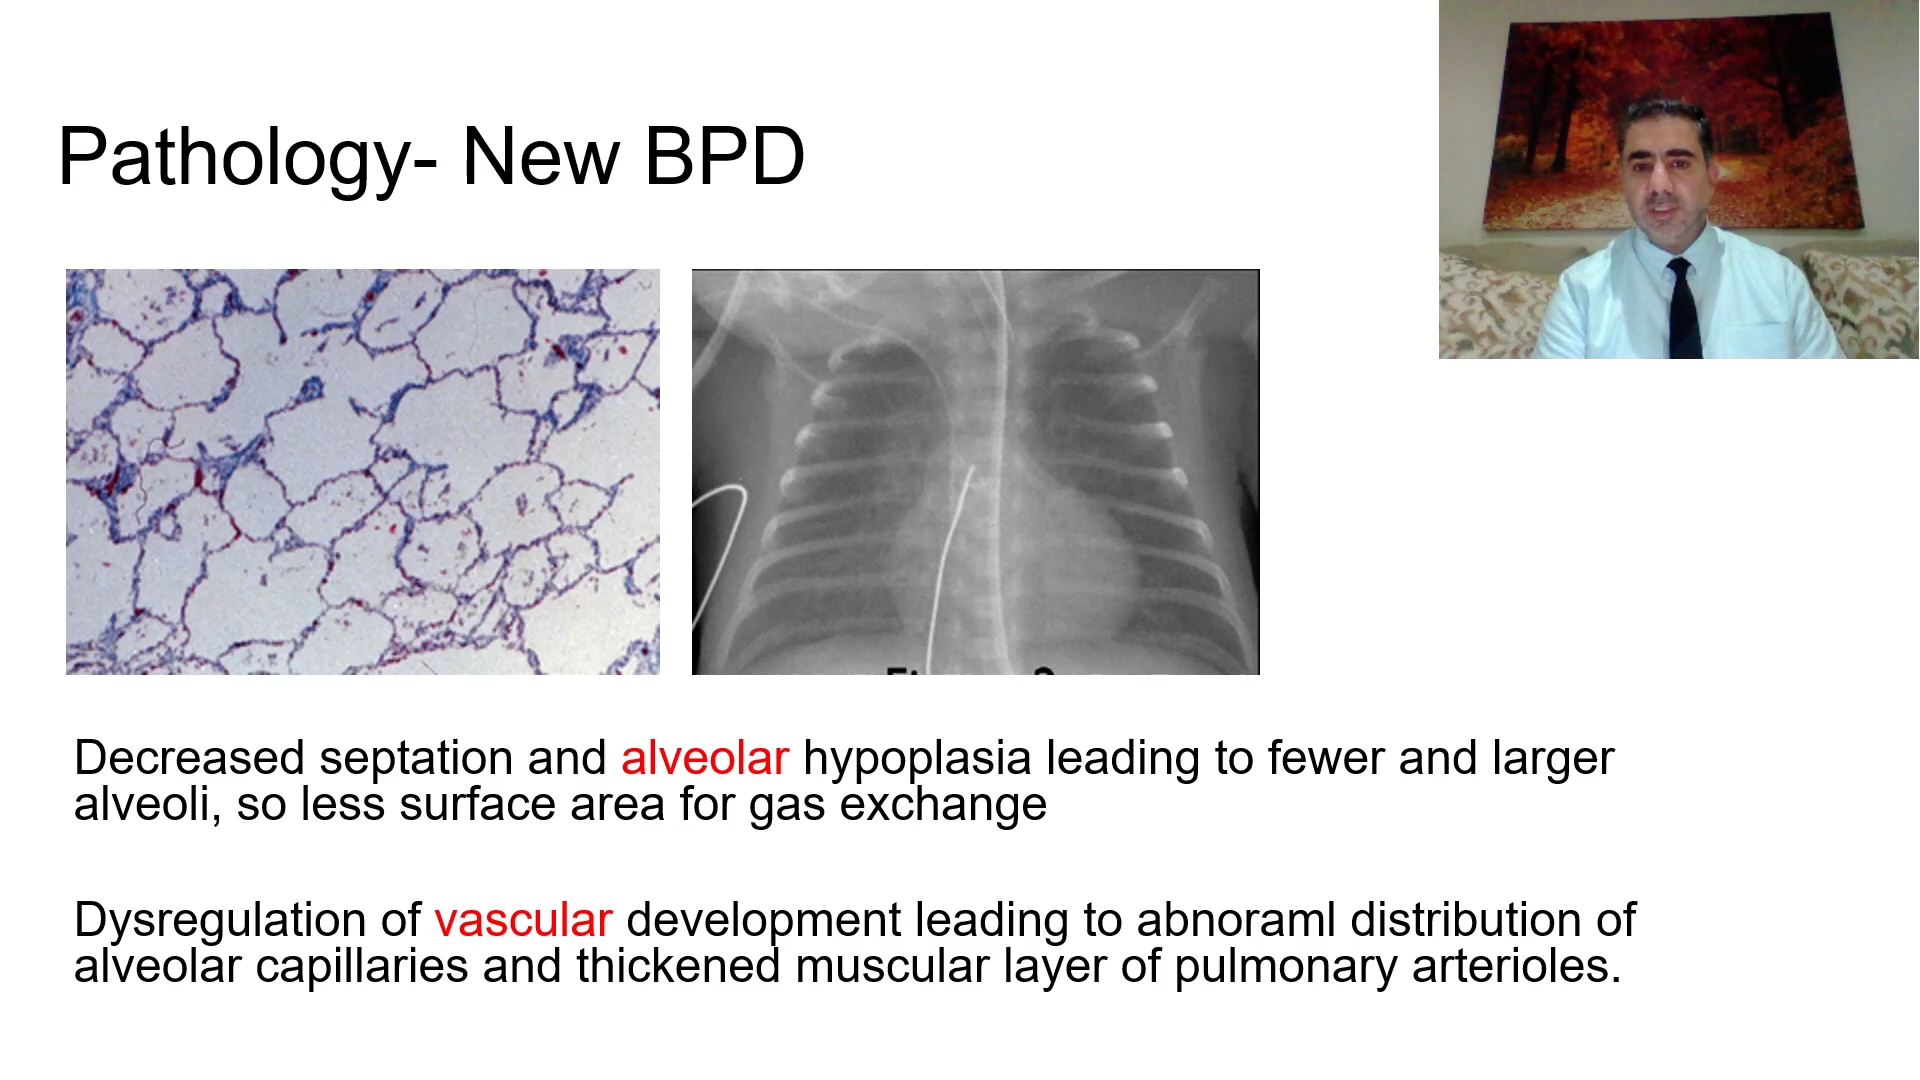 Pathology- New BPD
Decreased septation and alveolar hypoplasia leading to fewer and larger
alveoli, so less surface area for gas exchange
Dysregulation of vascular development leading to abnoraml distribution of
alveolar capillaries and thickened muscular layer of pulmonary arterioles.